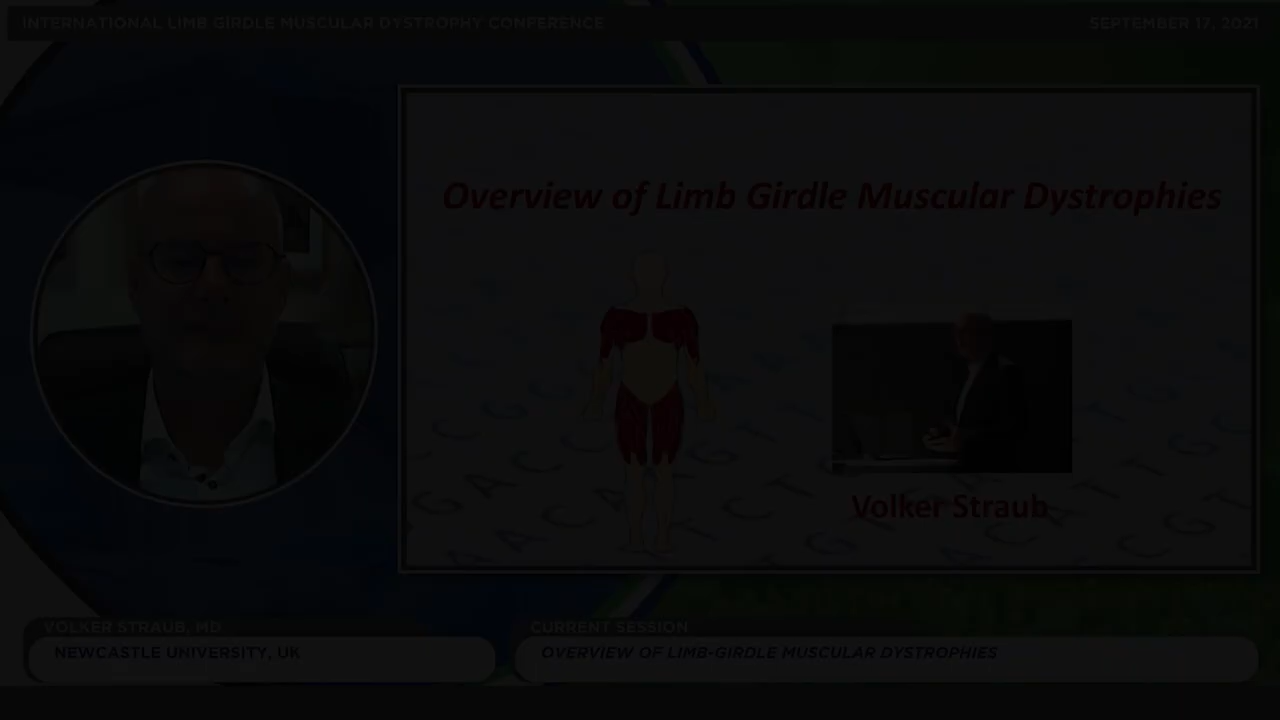 INTERNATIONAL LIMB GIRDLE MUSCULAR DYSTROPHY CONFERENCE
SEPTEMBER 17, 2021
Overview of Limb Girdle Muscular Dystrophies
Volker Straub
VOLKER STRAUB, MD
NEWCASTLE UNIVERSITY, UK
CURRENT SESSION
OVERVIEW OF LIMB-GIRDLE MUSCULAR DYSTROPHIES